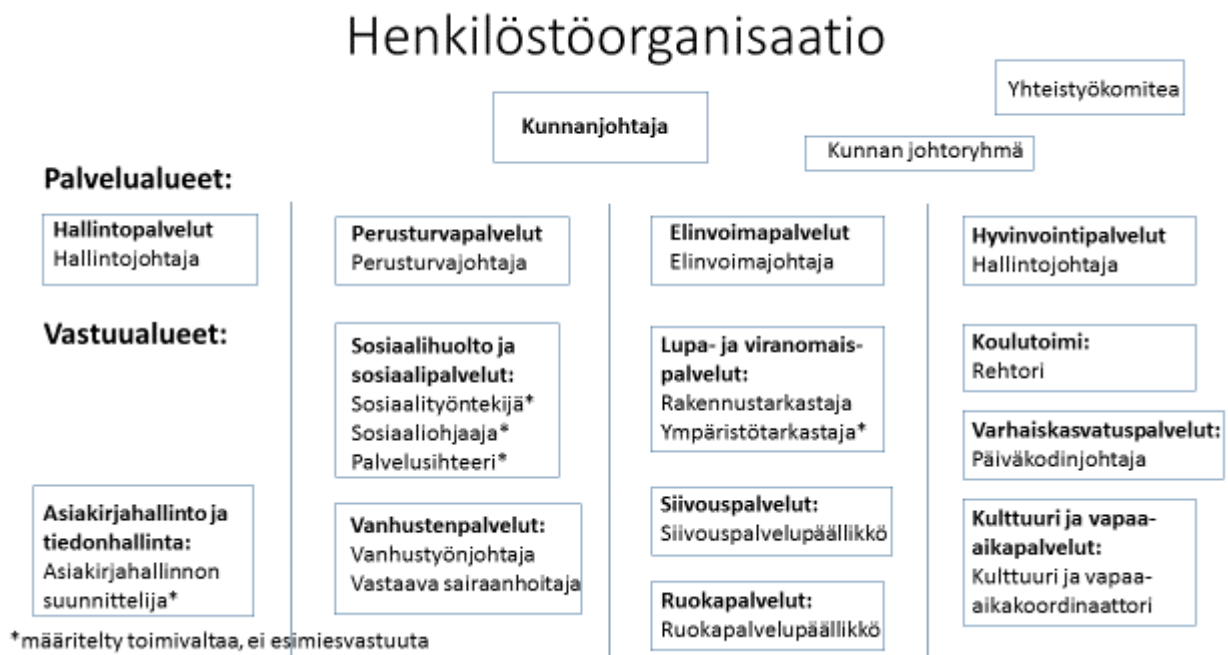 Henkilöstöorganisaatio
Yhteistyökomitea
Kunnanjohtaja
Kunnan johtoryhmä
Palvelualueet:
Hallintopalvelut
Hallintojohtaja
Perusturvapalvelut
Perusturvajohtaja
Elinvoimapalvelut
Elinvoimajohtaja
Hyvinvointipalvelut
Hallintojohtaja
Vastuualueet:
Asiakirjahallinto ja
tiedonhallinta:
Asiakirjahallinnon
suunnittelija*
Sosiaalihuolto ja
sosiaalipalvelut:
Sosiaalityöntekijä*
Sosiaaliohjaaja*
Palvelusihteeri*
Vanhustenpalvelut:
Vanhustyönjohtaja
Vastaava sairaanhoitaja
Lupa- ja viranomais-
palvelut:
Rakennustarkastaja
Ympäristötarkastaja*
Siivouspalvelut:
Siivouspalvelupäällikkö
Ruokapalvelut:
Ruokapalvelupäällikkö
Koulutoimi:
Rehtori
Varhaiskasvatuspalvelut:
Päiväkodinjohtaja
Kulttuuri ja vapaa-
aikapalvelut:
Kulttuuri ja vapaa-
aikakoordinaattori
*määritelty toimivaltaa, ei esimiesvastuuta